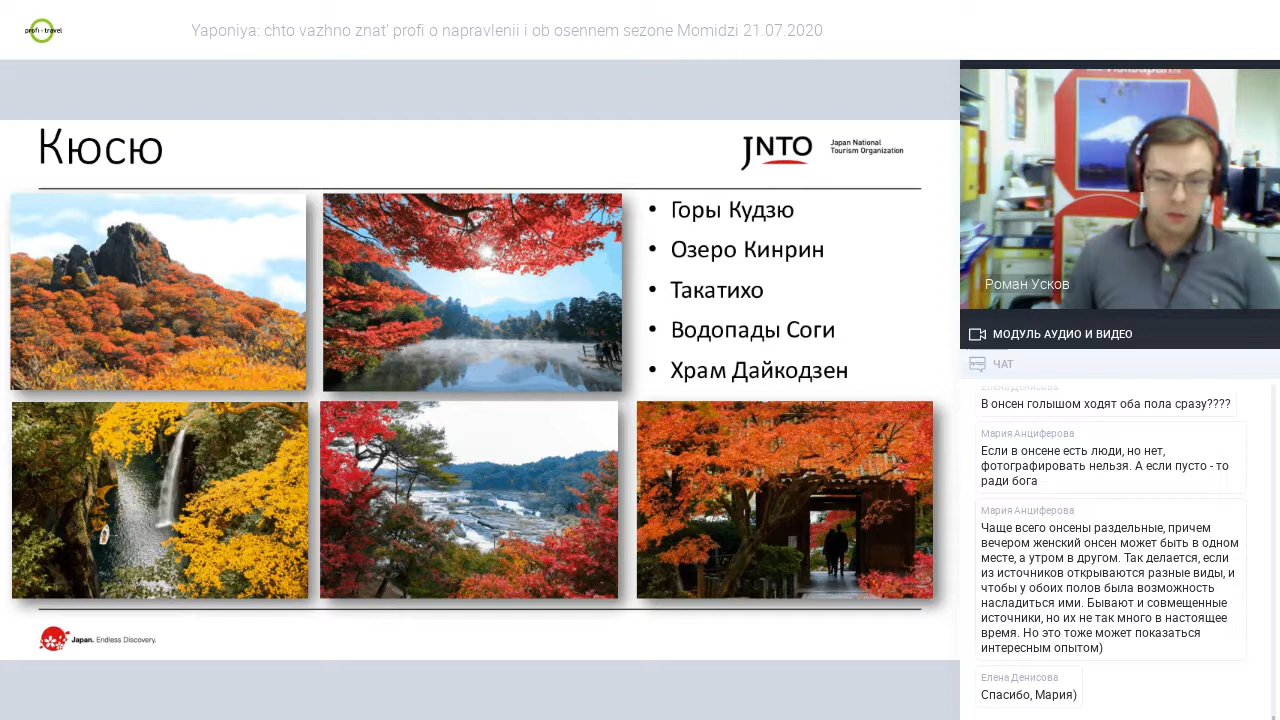 profi travel
Yaponiya: chto vazhno znat' profi o napravlenii i ob osennem sezone Momidzi 21.07.2020
Кюсю
JNTO
Japan National
Tourism Organization
• Горы Кудзю
• Озеро Кинрин
• Такатихо
• Водопады Соги
• Храм Дайкодзен
Japan. Endless Discovery.
Роман Усков
МОДУЛЬ АУДИО И ВИДЕО
ЧАТ
Елена Денисова
В онсен голышом ходят оба пола сразу????
Мария Анциферова
Если в онсене есть люди, но нет,
фотографировать нельзя. А если пусто - то
ради бога
Мария Анциферова
Чаще всего онсены раздельные, причем
вечером женский онсен может быть в одном
месте, а утром в другом. Так делается, если
из источников открываются разные виды, и
чтобы у обоих полов была возможность
насладиться ими. Бывают и совмещенные
источники, но их не так много в настоящее
время. Но это тоже может показаться
интересным опытом)
Елена Денисова
Спасибо, Мария)